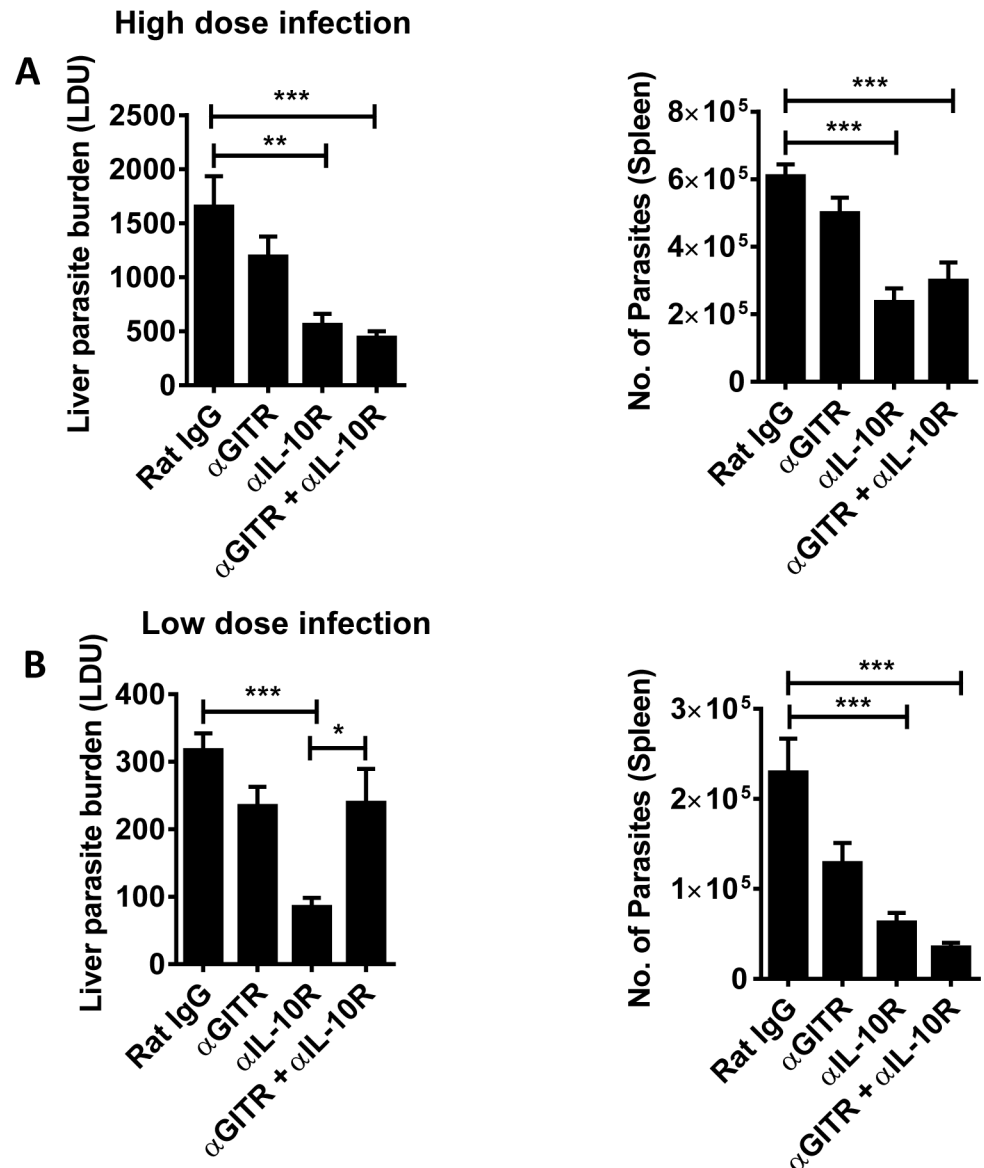 High dose infection
A
Liver parasite burden (LDU)
2500
2000
1500
1000
500
0
***
**
Rat IgG
αGITR
αIL-10R
αGITR + αIL-10R
No. of Parasites (Spleen)
8×10⁵
6×10⁵
4×10⁵
2×10⁵
0
***
***
Rat IgG
αGITR
αIL-10R
αGITR + αIL-10R
Low dose infection
B
Liver parasite burden (LDU)
400
300
200
100
0
***
*
Rat IgG
αGITR
αIL-10R
αGITR + αIL-10R
No. of Parasites (Spleen)
3×10⁵
2×10⁵
1×10⁵
0
***
***
Rat IgG
αGITR
αIL-10R
αGITR + αIL-10R